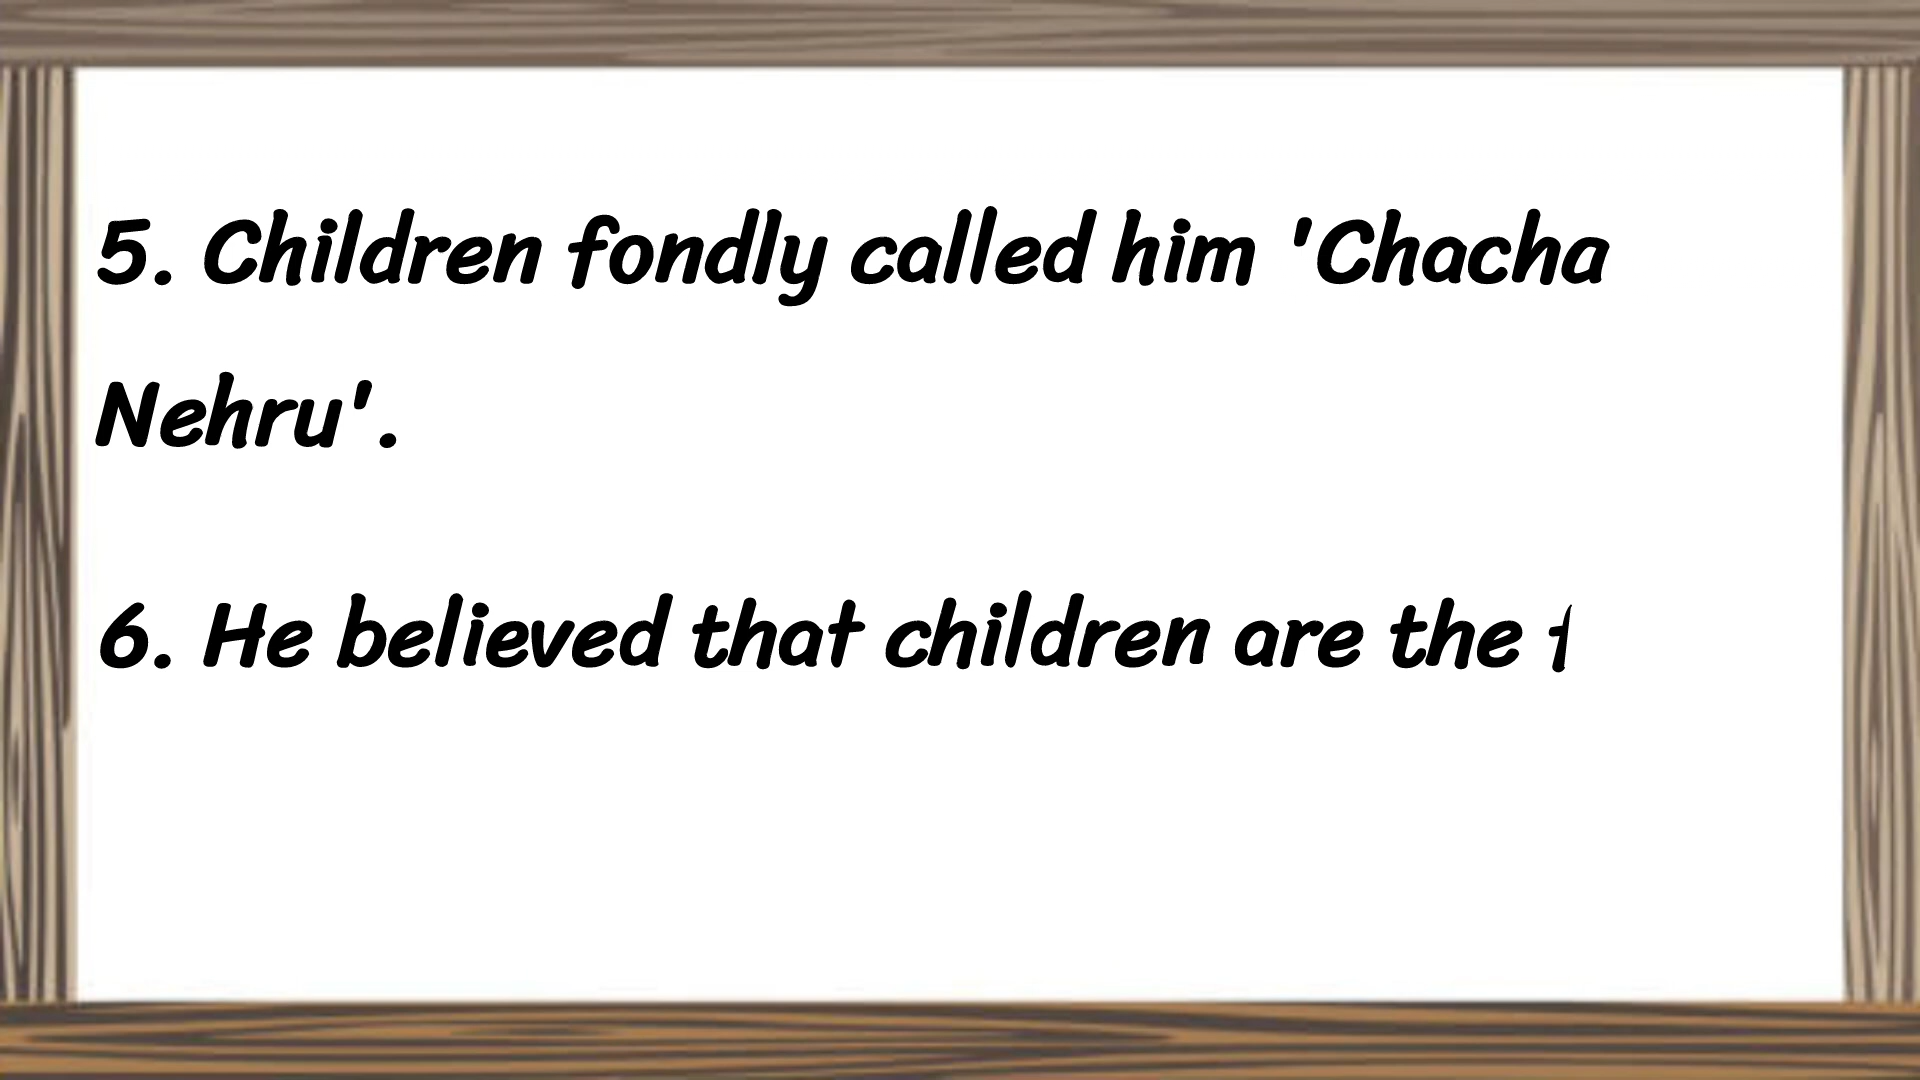 5. Children fondly called him 'Chacha
Nehru'.
6. He believed that children are the